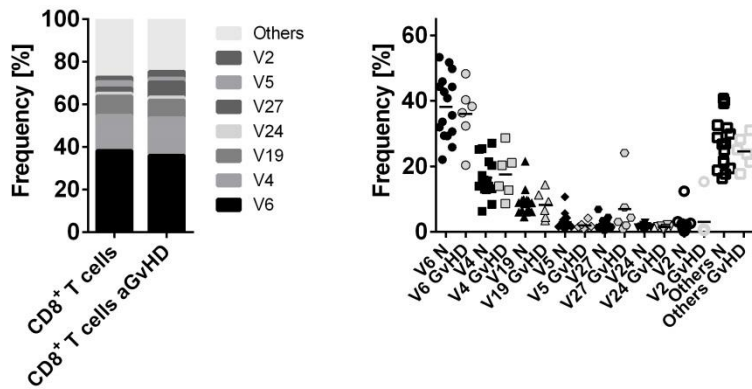 Frequency [%]
100
80
60
40
20
0
CD8⁺ T cells
CD8⁺ T cells aGvHD
Others
V2
V5
V27
V24
V19
V4
V6
Frequency [%]
60
40
20
0
V6 N
V6 GvHD
V4 N
V4 GvHD
V19 N
V19 GvHD
V5 N
V5 GvHD
V27 N
V27 GvHD
V24 N
V24 GvHD
V2 N
V2 GvHD
Others N
Others GvHD